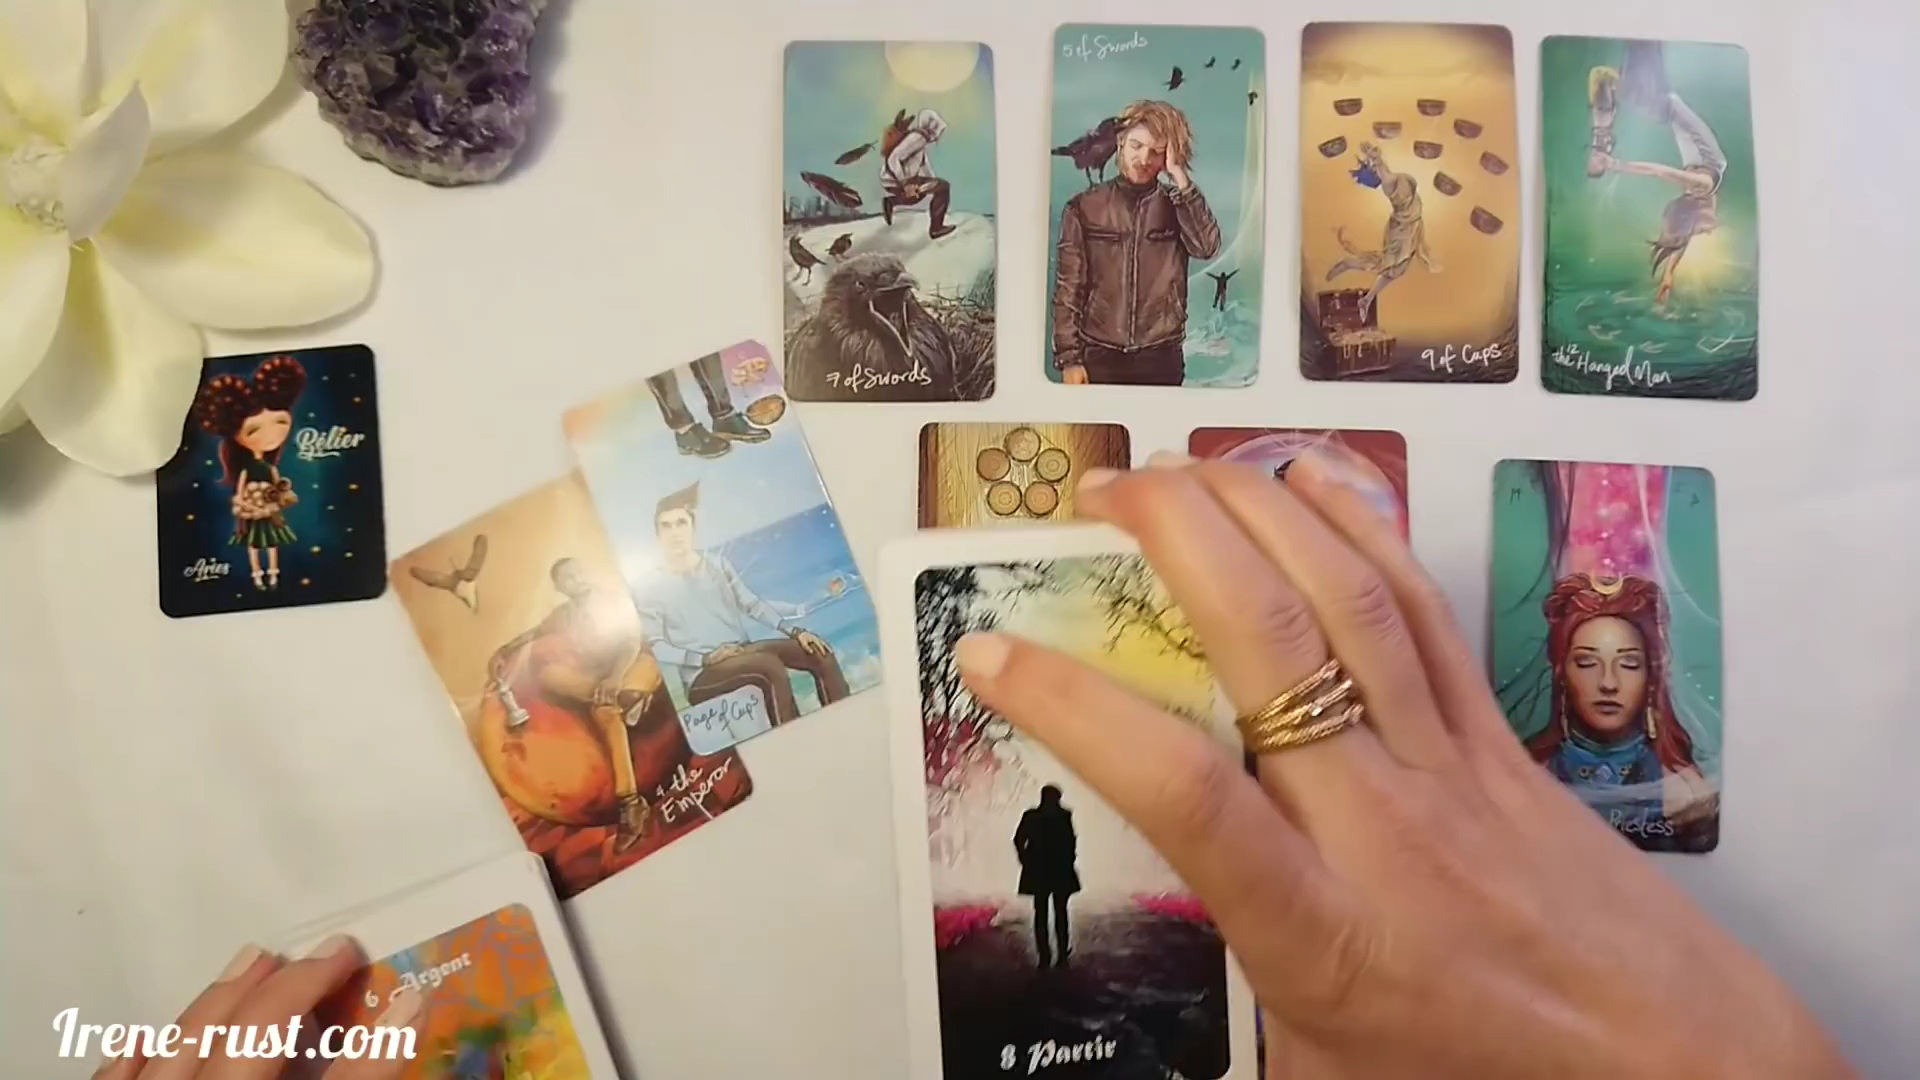 5 of Swords
7 of Swords
9 of Cups
the 12 Hanged Man
Bélier
Aries
Page of Cups
4 the
Emperor
Priestess
6 Argent
8 Partir
Irene-rust.com